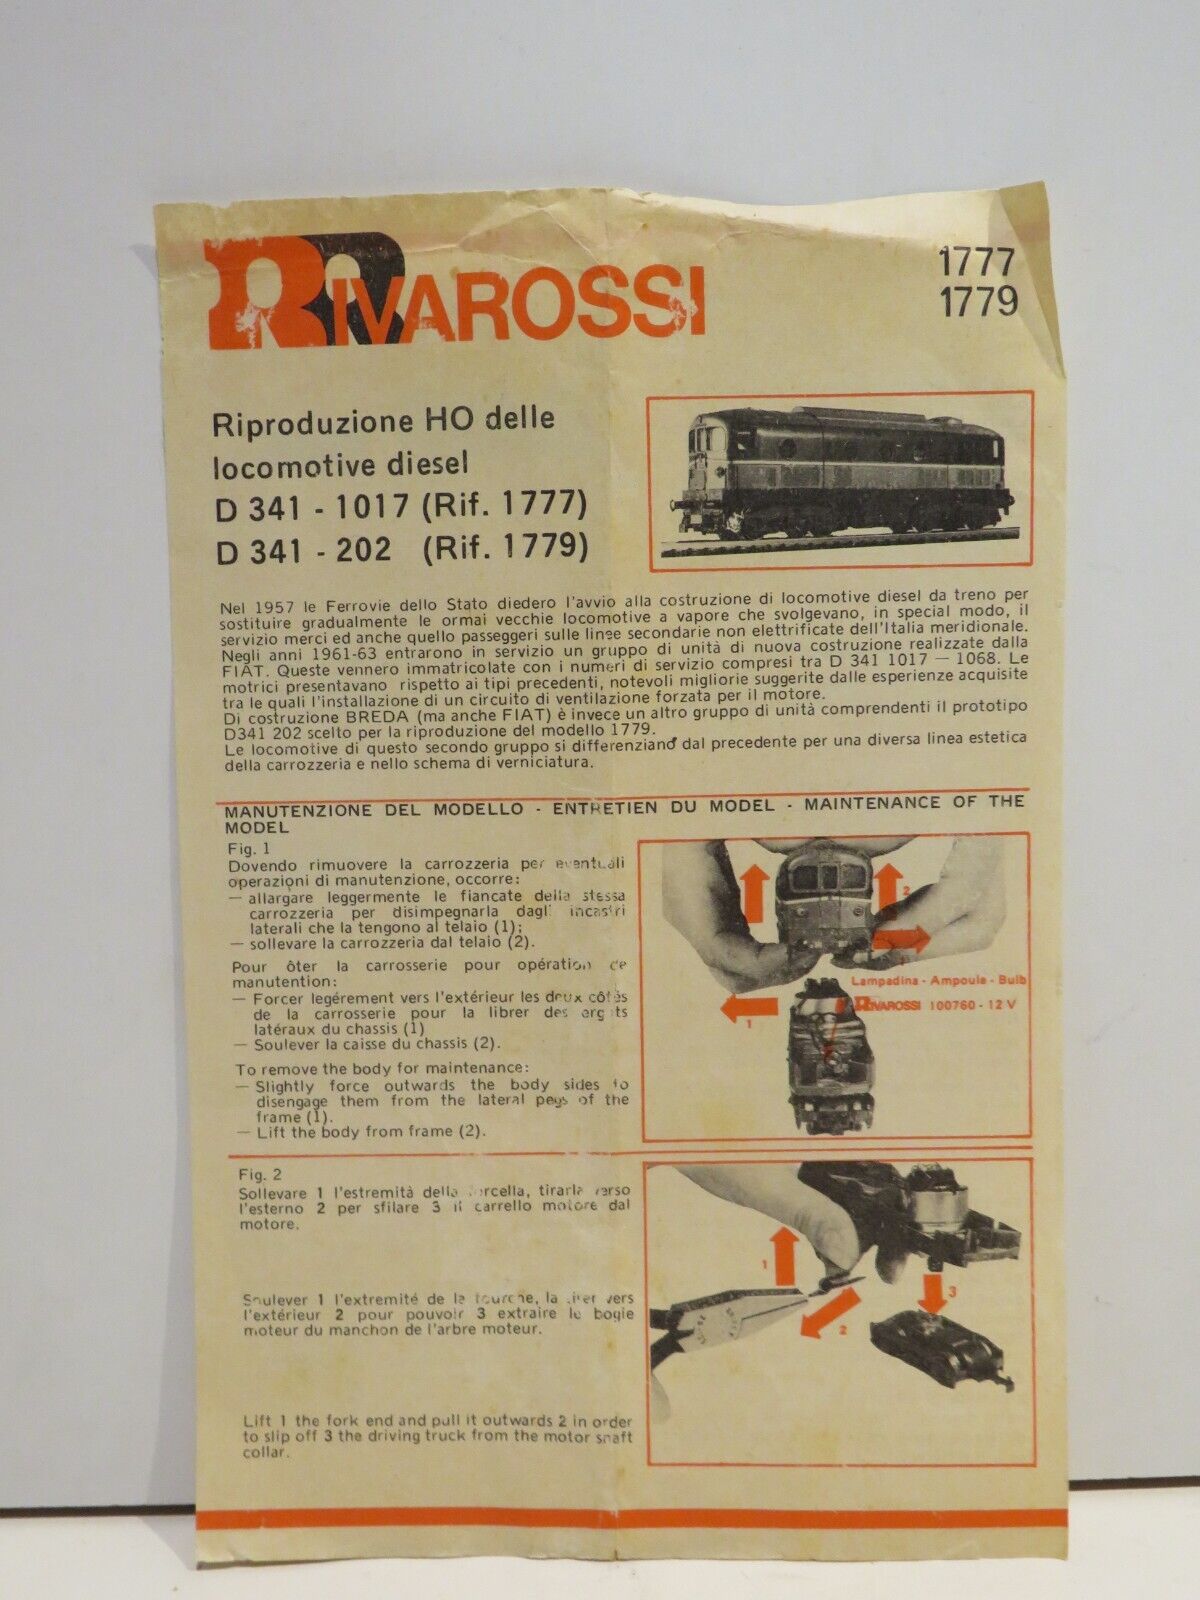 RIVAROSSI
1777
1779
Riproduzione HO delle
locomotive diesel
D 341 - 1017 (Rif. 1777)
D 341 - 202 (Rif. 1779)
Nel 1957 le Ferrovie dello Stato diedero l'avvio alla costruzione di locomotive diesel da treno per
sostituire gradualmente le ormai vecchie locomotive a vapore che svolgevano, in special modo, il
servizio merci ed anche quello passeggeri sulle linee secondarie non elettrificate dell'Italia meridionale.
Negli anni 1961-63 entrarono in servizio un gruppo di unità di nuova costruzione realizzate dalla
FIAT. Queste vennero immatricolate con i numeri di servizio compresi tra D 341 1017 — 1068. Le
motrici presentavano rispetto ai tipi precedenti, notevoli migliorie suggerite dalle esperienze acquisite
tra le quali l'installazione di un circuito di ventilazione forzata per il motore.
Di costruzione BREDA (ma anche FIAT) è invece un altro gruppo di unità comprendenti il prototipo
D341 202 scelto per la riproduzione del modello 1779.
Le locomotive di questo secondo gruppo si differenziano dal precedente per una diversa linea estetica
della carrozzeria e nello schema di verniciatura.
MANUTENZIONE DEL MODELLO - ENTRETIEN DU MODEL - MAINTENANCE OF THE
MODEL
Fig. 1
Dovendo rimuovere la carrozzeria per eventuali
operazioni di manutenzione, occorre:
— allargare leggermente le fiancate della stessa
carrozzeria per disimpegnarla dagli incastri
laterali che la tengono al telaio (1);
— sollevare la carrozzeria dal telaio (2).
Pour ôter la carrosserie pour opération de
manutention:
— Forcer legérement vers l'extérieur les deux côtés
de la carrosserie pour la librer des ergots
latéraux du chassis (1)
— Soulever la caisse du chassis (2).
To remove the body for maintenance:
— Slightly force outwards the body sides to
disengage them from the lateral pegs of the
frame (1).
— Lift the body from frame (2).
2
1
Lampadina - Ampoule - Bulb
RIVAROSSI 100760 - 12 V
1
Fig. 2
Sollevare 1 l'estremità della forcella, tirarla verso
l'esterno 2 per sfilare 3 il carrello motore dal
motore.
Soulever 1 l'extremité de la fourche, la tirer vers
l'extérieur 2 pour pouvoir 3 extraire le bogie
moteur du manchon de l'arbre moteur.
Lift 1 the fork end and pull it outwards 2 in order
to slip off 3 the driving truck from the motor shaft
collar.
1
2
3